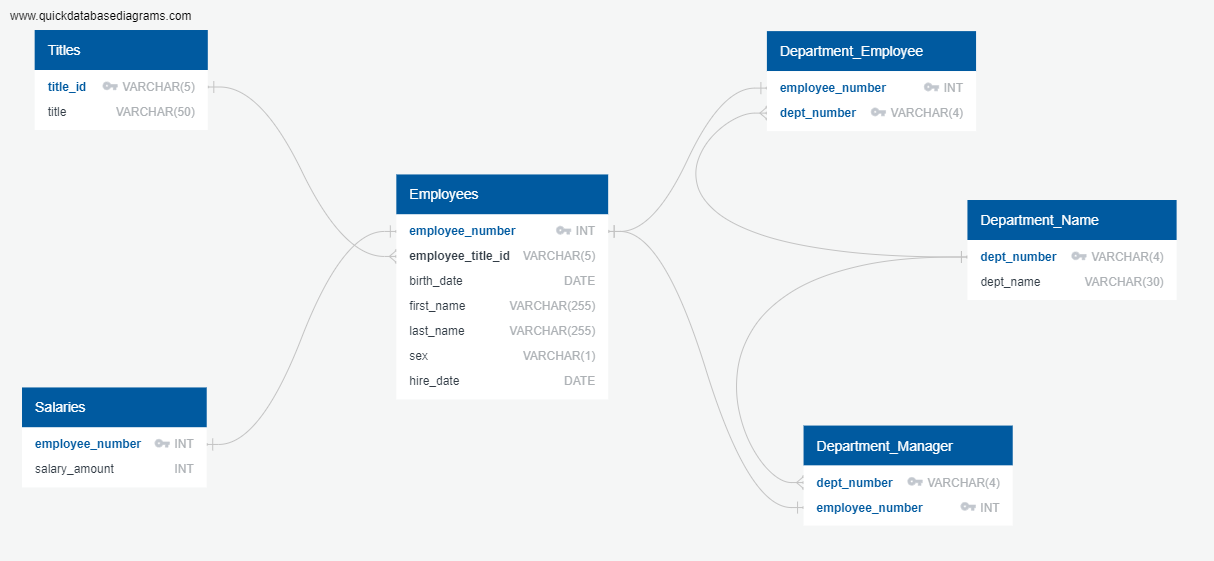 www.quickdatabasediagrams.com
Titles
title_id VARCHAR(5)
title VARCHAR(50)
Department_Employee
employee_number INT
dept_number VARCHAR(4)
Employees
employee_number INT
employee_title_id VARCHAR(5)
birth_date DATE
first_name VARCHAR(255)
last_name VARCHAR(255)
sex VARCHAR(1)
hire_date DATE
Department_Name
dept_number VARCHAR(4)
dept_name VARCHAR(30)
Salaries
employee_number INT
salary_amount INT
Department_Manager
dept_number VARCHAR(4)
employee_number INT